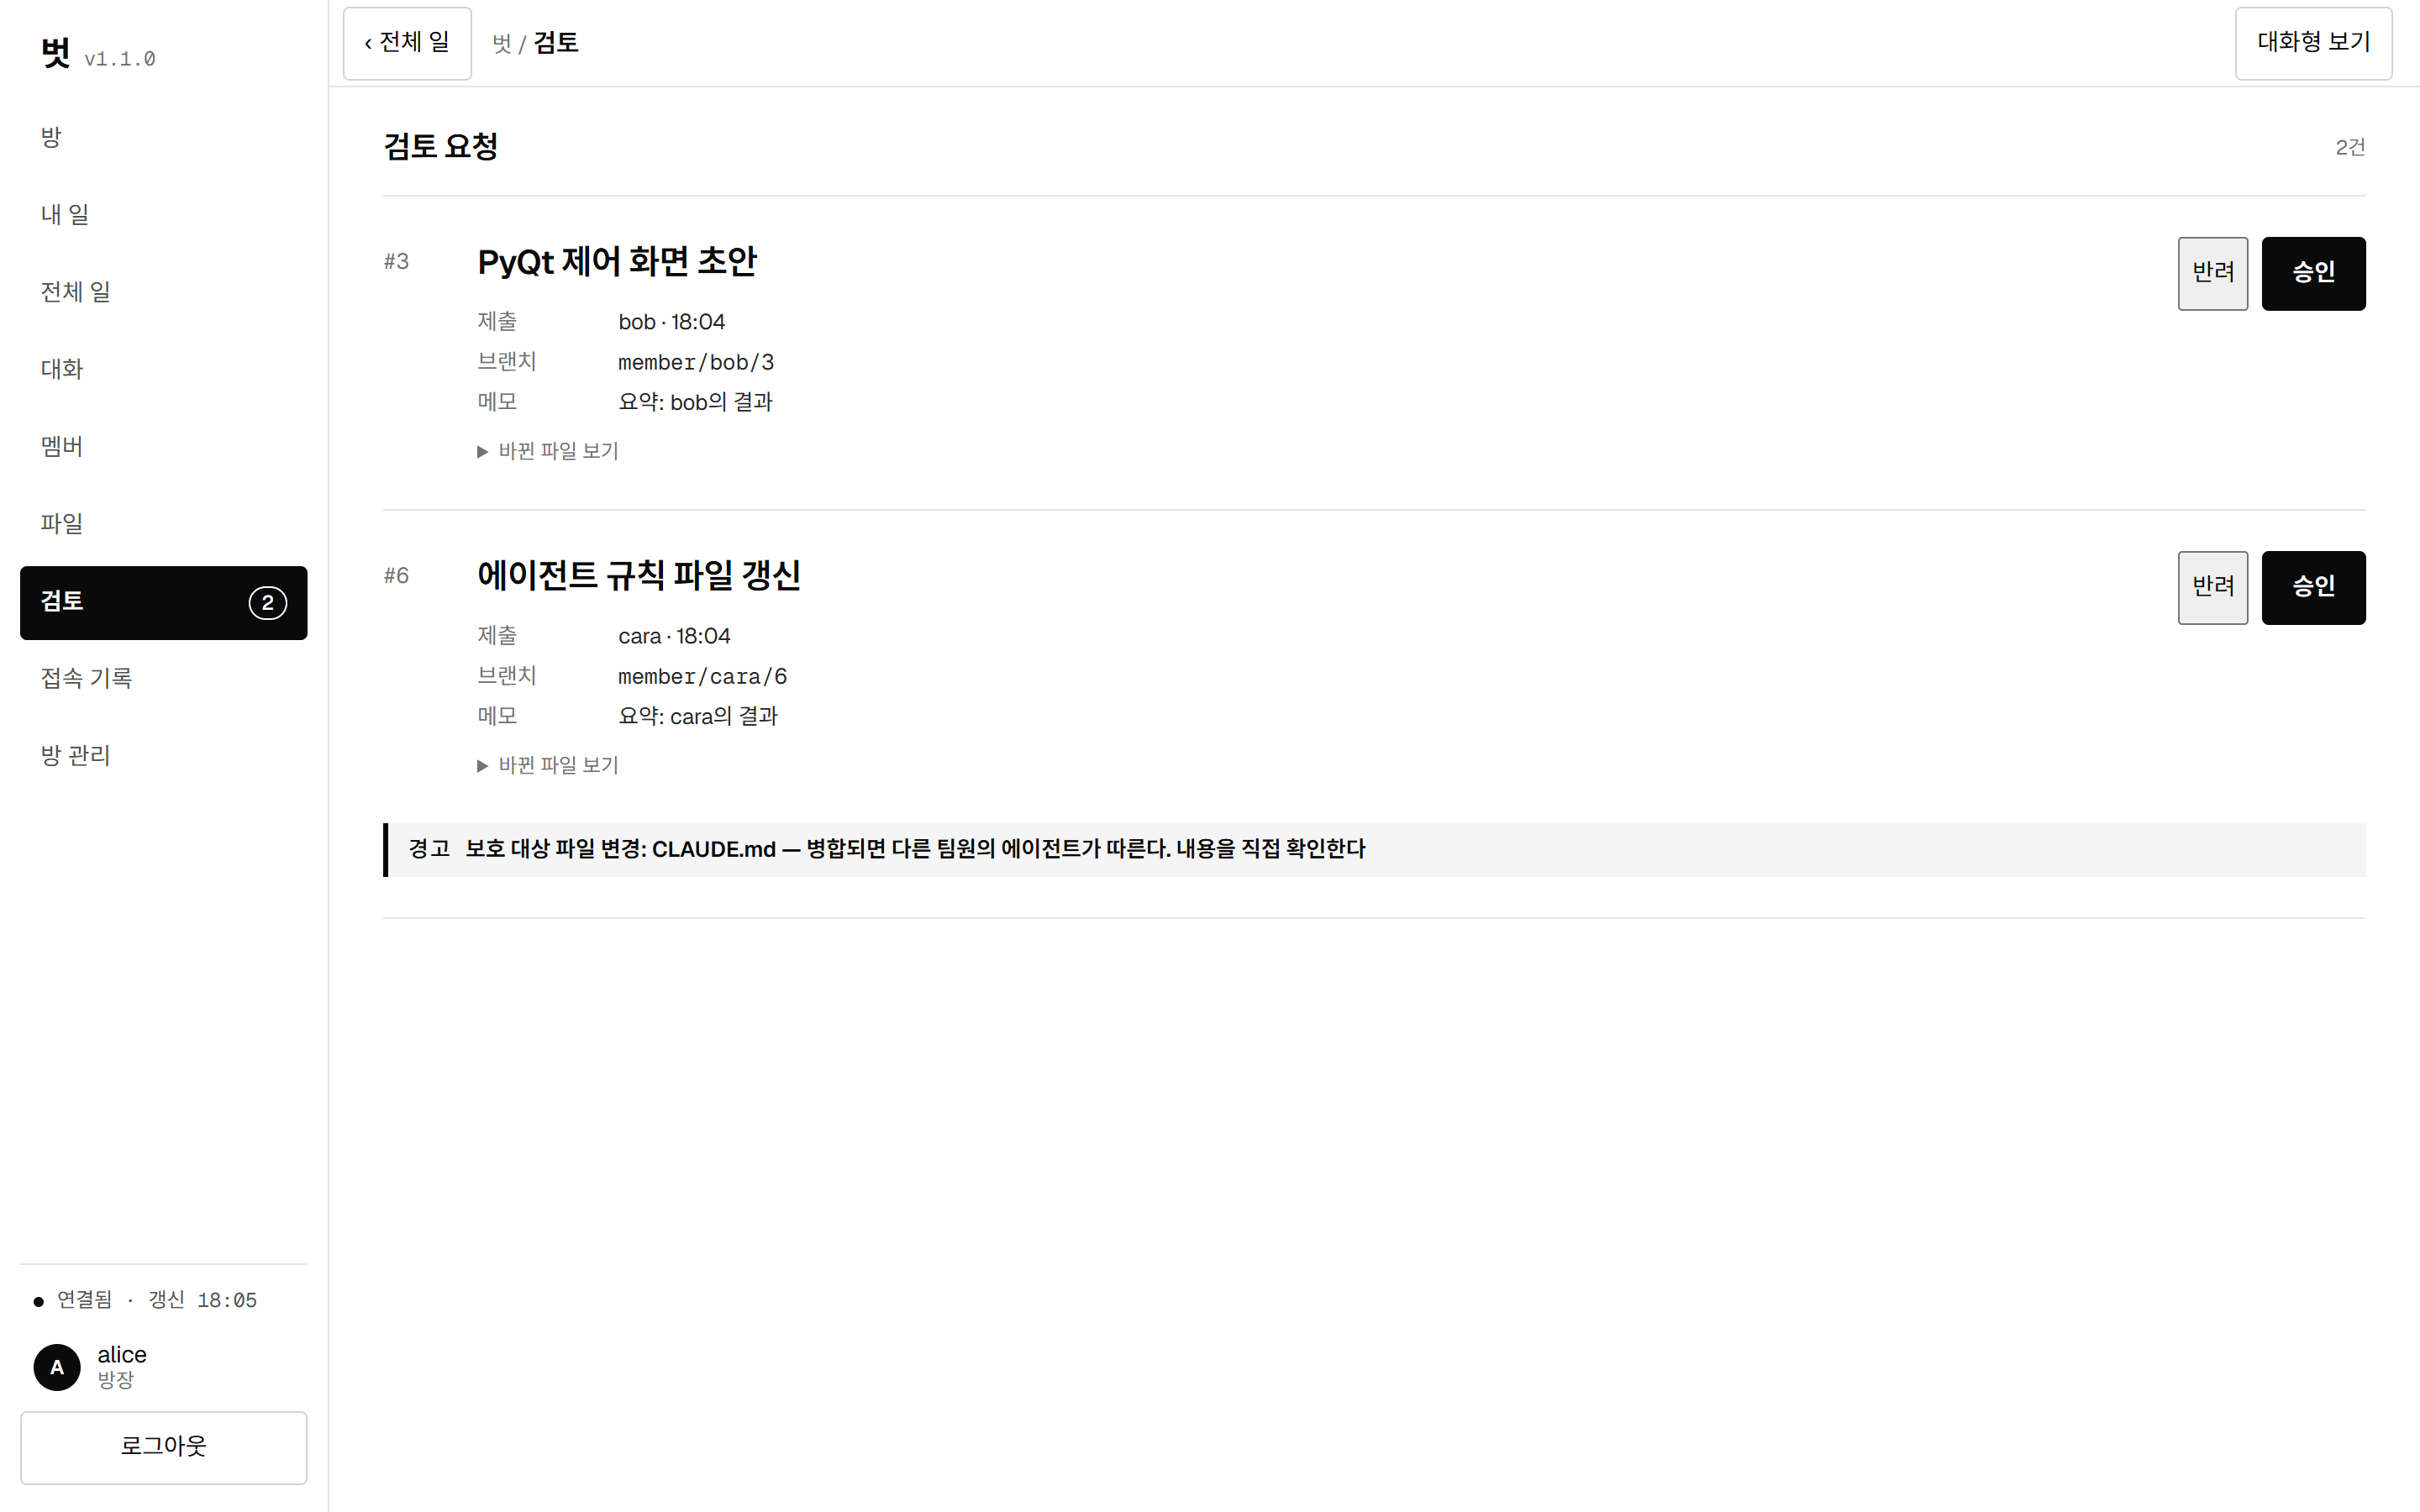 벗 v1.1.0
방
내 일
전체 일
대화
멤버
파일
검토 2
접속 기록
방 관리
연결됨 · 갱신 18:05
A
alice
방장
로그아웃
‹ 전체 일
벗 / 검토
대화형 보기
검토 요청
2건
#3
PyQt 제어 화면 초안
반려
승인
제출 bob · 18:04
브랜치 member/bob/3
메모 요약: bob의 결과
▶ 바뀐 파일 보기
#6
에이전트 규칙 파일 갱신
반려
승인
제출 cara · 18:04
브랜치 member/cara/6
메모 요약: cara의 결과
▶ 바뀐 파일 보기
경고 보호 대상 파일 변경: CLAUDE.md — 병합되면 다른 팀원의 에이전트가 따른다. 내용을 직접 확인한다